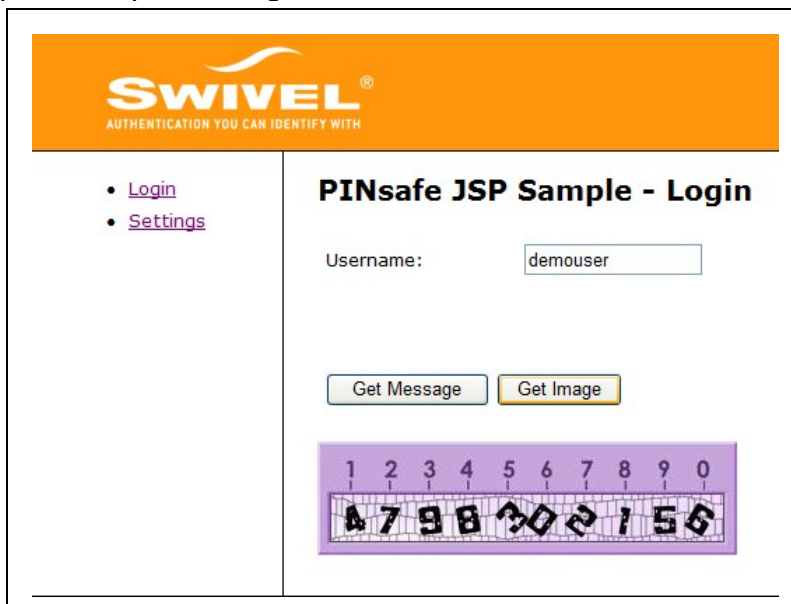 SWIVEL®
AUTHENTICATION YOU CAN IDENTIFY WITH
• Login
• Settings
PINsafe JSP Sample - Login
Username: demouser
Get Message Get Image
1 2 3 4 5 6 7 8 9 0
4 7 9 8 3 0 2 1 5 6